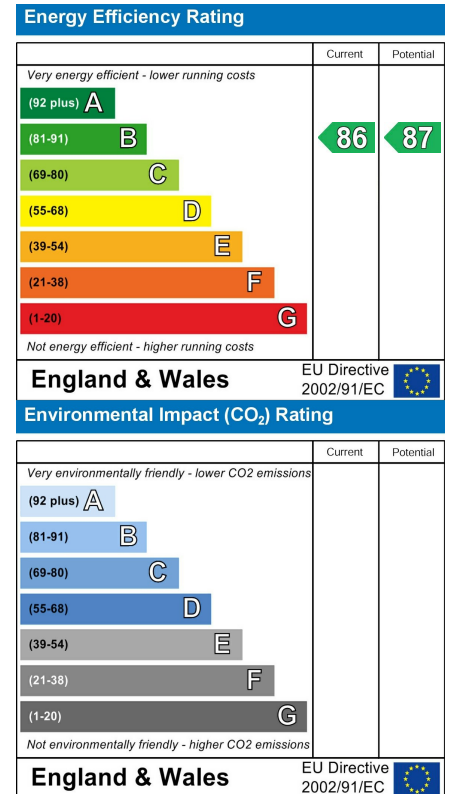 Energy Efficiency Rating
Current Potential
Very energy efficient - lower running costs
(92 plus) A
(81-91) B 86 87
(69-80) C
(55-68) D
(39-54) E
(21-38) F
(1-20) G
Not energy efficient - higher running costs
England & Wales EU Directive 2002/91/EC
Environmental Impact (CO₂) Rating
Current Potential
Very environmentally friendly - lower CO2 emissions
(92 plus) A
(81-91) B
(69-80) C
(55-68) D
(39-54) E
(21-38) F
(1-20) G
Not environmentally friendly - higher CO2 emissions
England & Wales EU Directive 2002/91/EC